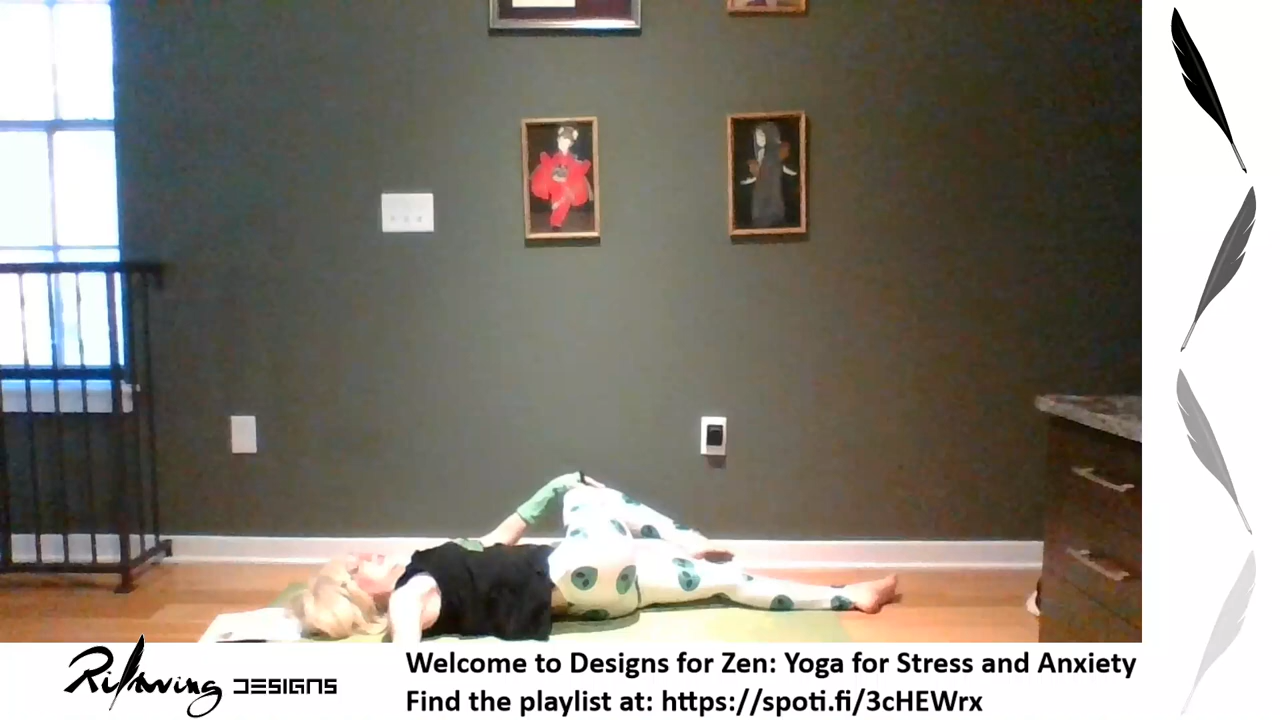 DESIGNS
Welcome to Designs for Zen: Yoga for Stress and Anxiety
Find the playlist at: https://spoti.fi/3cHEWrx